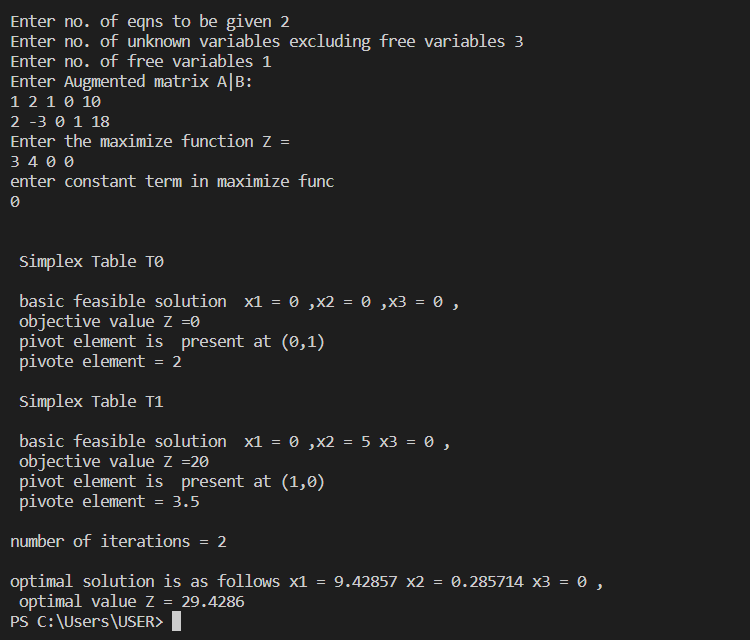 Enter no. of eqns to be given 2
Enter no. of unknown variables excluding free variables 3
Enter no. of free variables 1
Enter Augmented matrix A|B:
1 2 1 0 10
2 -3 0 1 18
Enter the maximize function Z =
3 4 0 0
enter constant term in maximize func
0
Simplex Table T0
basic feasible solution  x1 = 0 ,x2 = 0 ,x3 = 0 ,
objective value Z =0
pivot element is  present at (0,1)
pivote element = 2
Simplex Table T1
basic feasible solution  x1 = 0 ,x2 = 5 x3 = 0 ,
objective value Z =20
pivot element is  present at (1,0)
pivote element = 3.5
number of iterations = 2
optimal solution is as follows x1 = 9.42857 x2 = 0.285714 x3 = 0 ,
optimal value Z = 29.4286
PS C:\Users\USER>